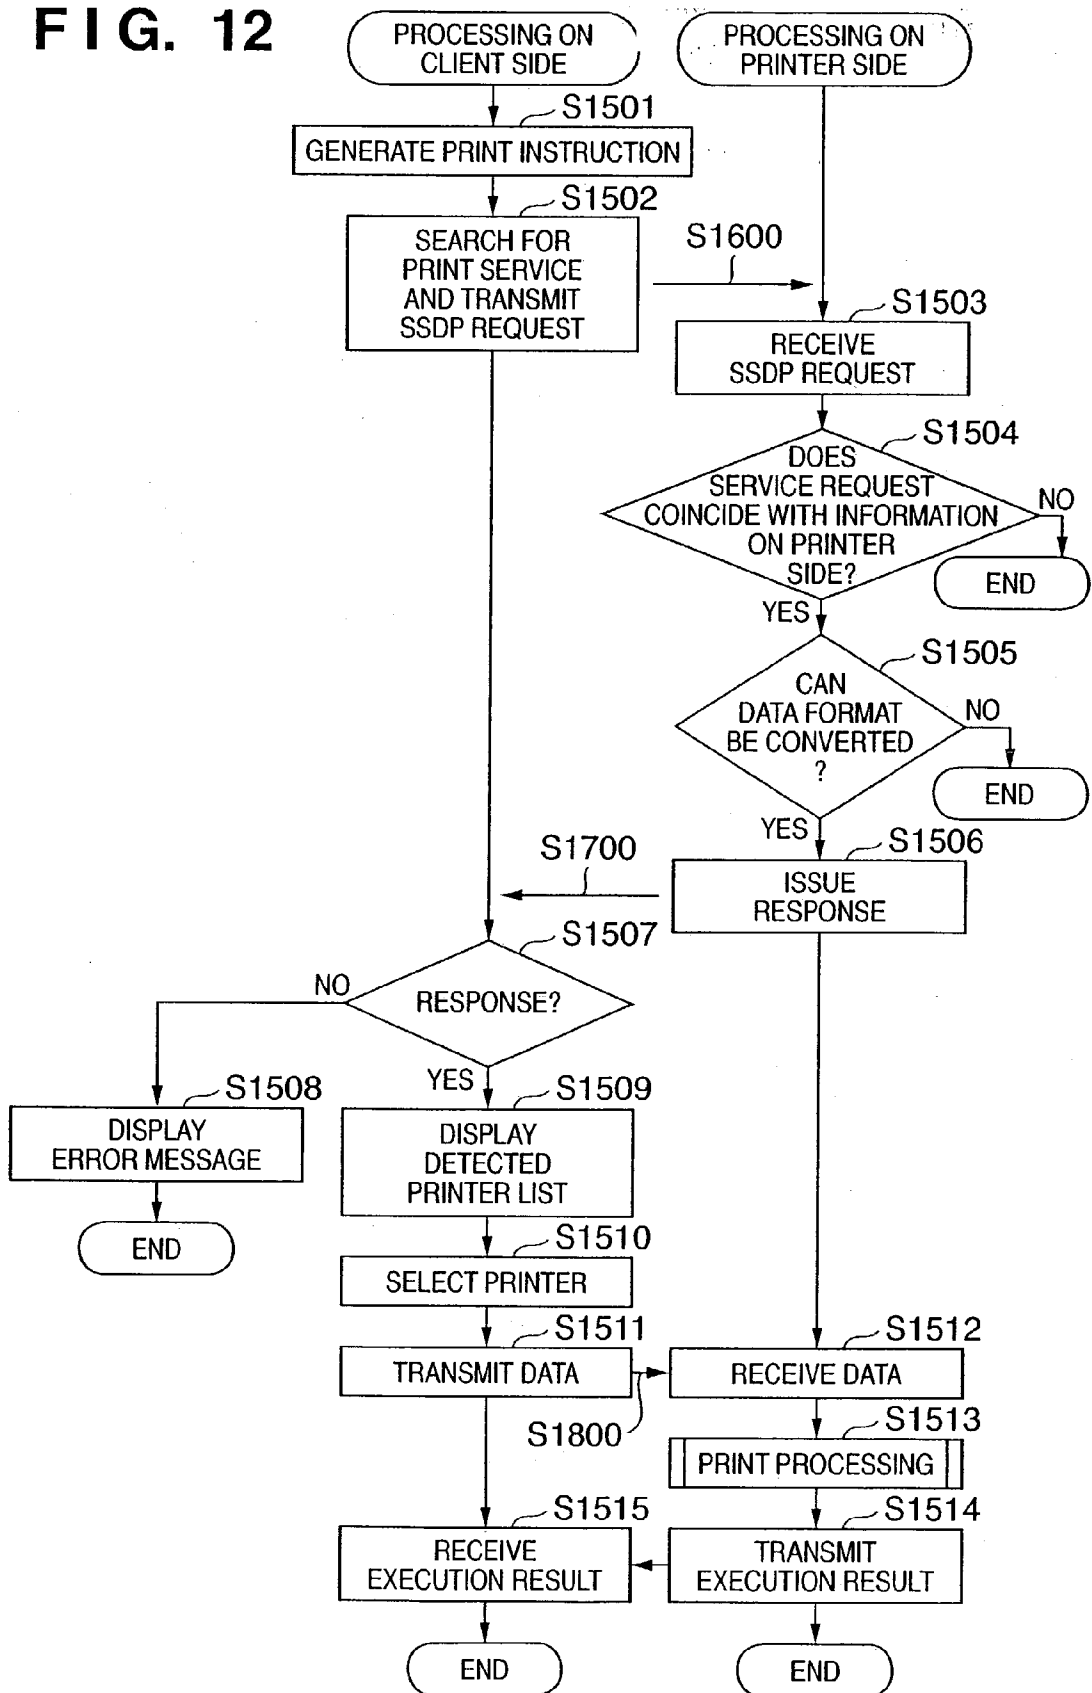 FIG. 12
PROCESSING ON
CLIENT SIDE
PROCESSING ON
PRINTER SIDE
S1501
GENERATE PRINT INSTRUCTION
S1502
SEARCH FOR
PRINT SERVICE
AND TRANSMIT
SSDP REQUEST
S1600
S1503
RECEIVE
SSDP REQUEST
S1504
DOES
SERVICE REQUEST
COINCIDE WITH INFORMATION
ON PRINTER
SIDE?
NO
END
YES
S1505
CAN
DATA FORMAT
BE CONVERTED
?
NO
END
YES
S1506
ISSUE
RESPONSE
S1700
S1507
RESPONSE?
NO
YES
S1508
DISPLAY
ERROR MESSAGE
END
S1509
DISPLAY
DETECTED
PRINTER LIST
S1510
SELECT PRINTER
S1511
TRANSMIT DATA
S1800
S1512
RECEIVE DATA
S1513
PRINT PROCESSING
S1514
TRANSMIT
EXECUTION RESULT
S1515
RECEIVE
EXECUTION RESULT
END
END